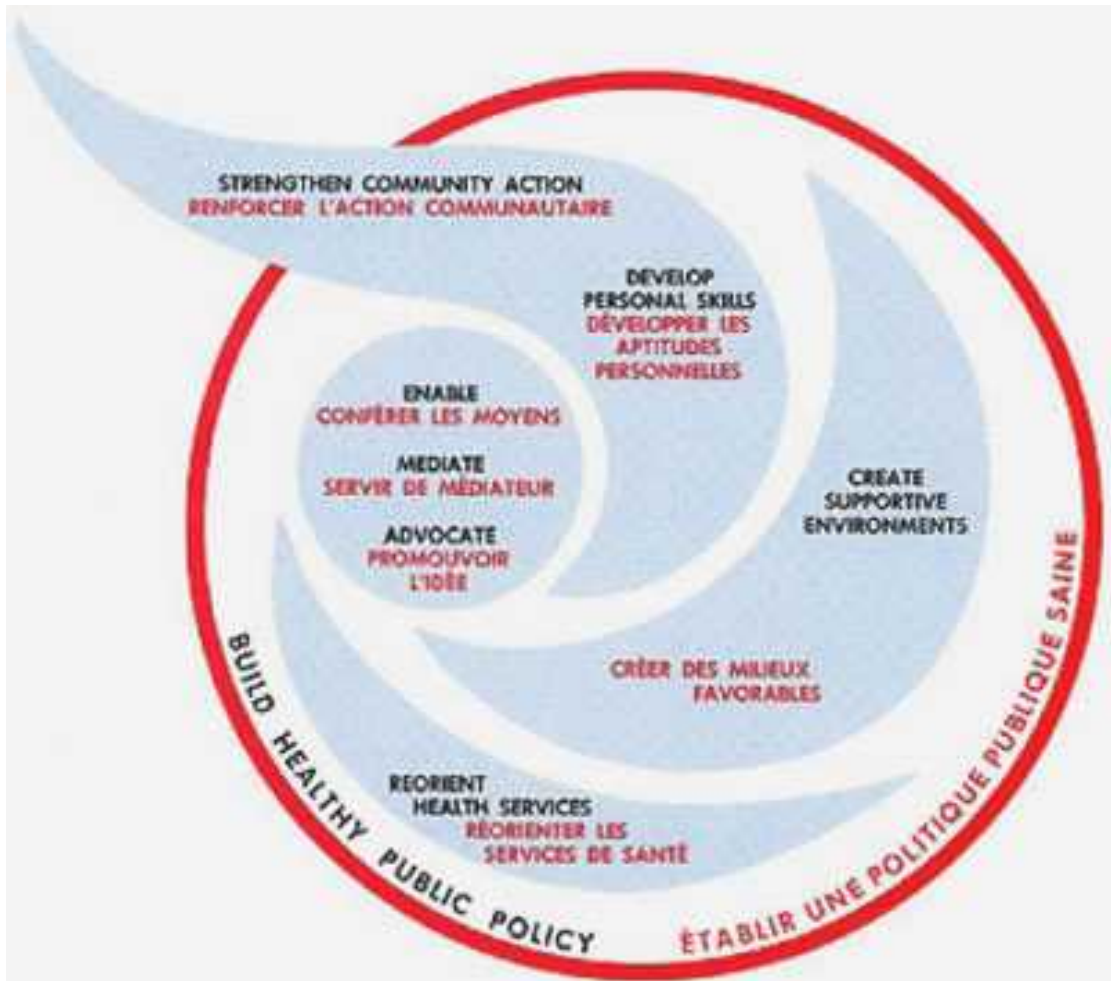 STRENGTHEN COMMUNITY ACTION
RENFORCER L'ACTION COMMUNAUTAIRE
DEVELOP
PERSONAL SKILLS
DÉVELOPPER LES
APTITUDES
PERSONNELLES
ENABLE
CONFÉRER LES MOYENS
MEDIATE
SERVIR DE MÉDIATEUR
ADVOCATE
PROMOUVOIR
L'IDÉE
CREATE
SUPPORTIVE
ENVIRONMENTS
CRÉER DES MILIEUX
FAVORABLES
REORIENT
HEALTH SERVICES
RÉORIENTER LES
SERVICES DE SANTÉ
BUILD HEALTHY PUBLIC POLICY
ÉTABLIR UNE POLITIQUE PUBLIQUE SAINE